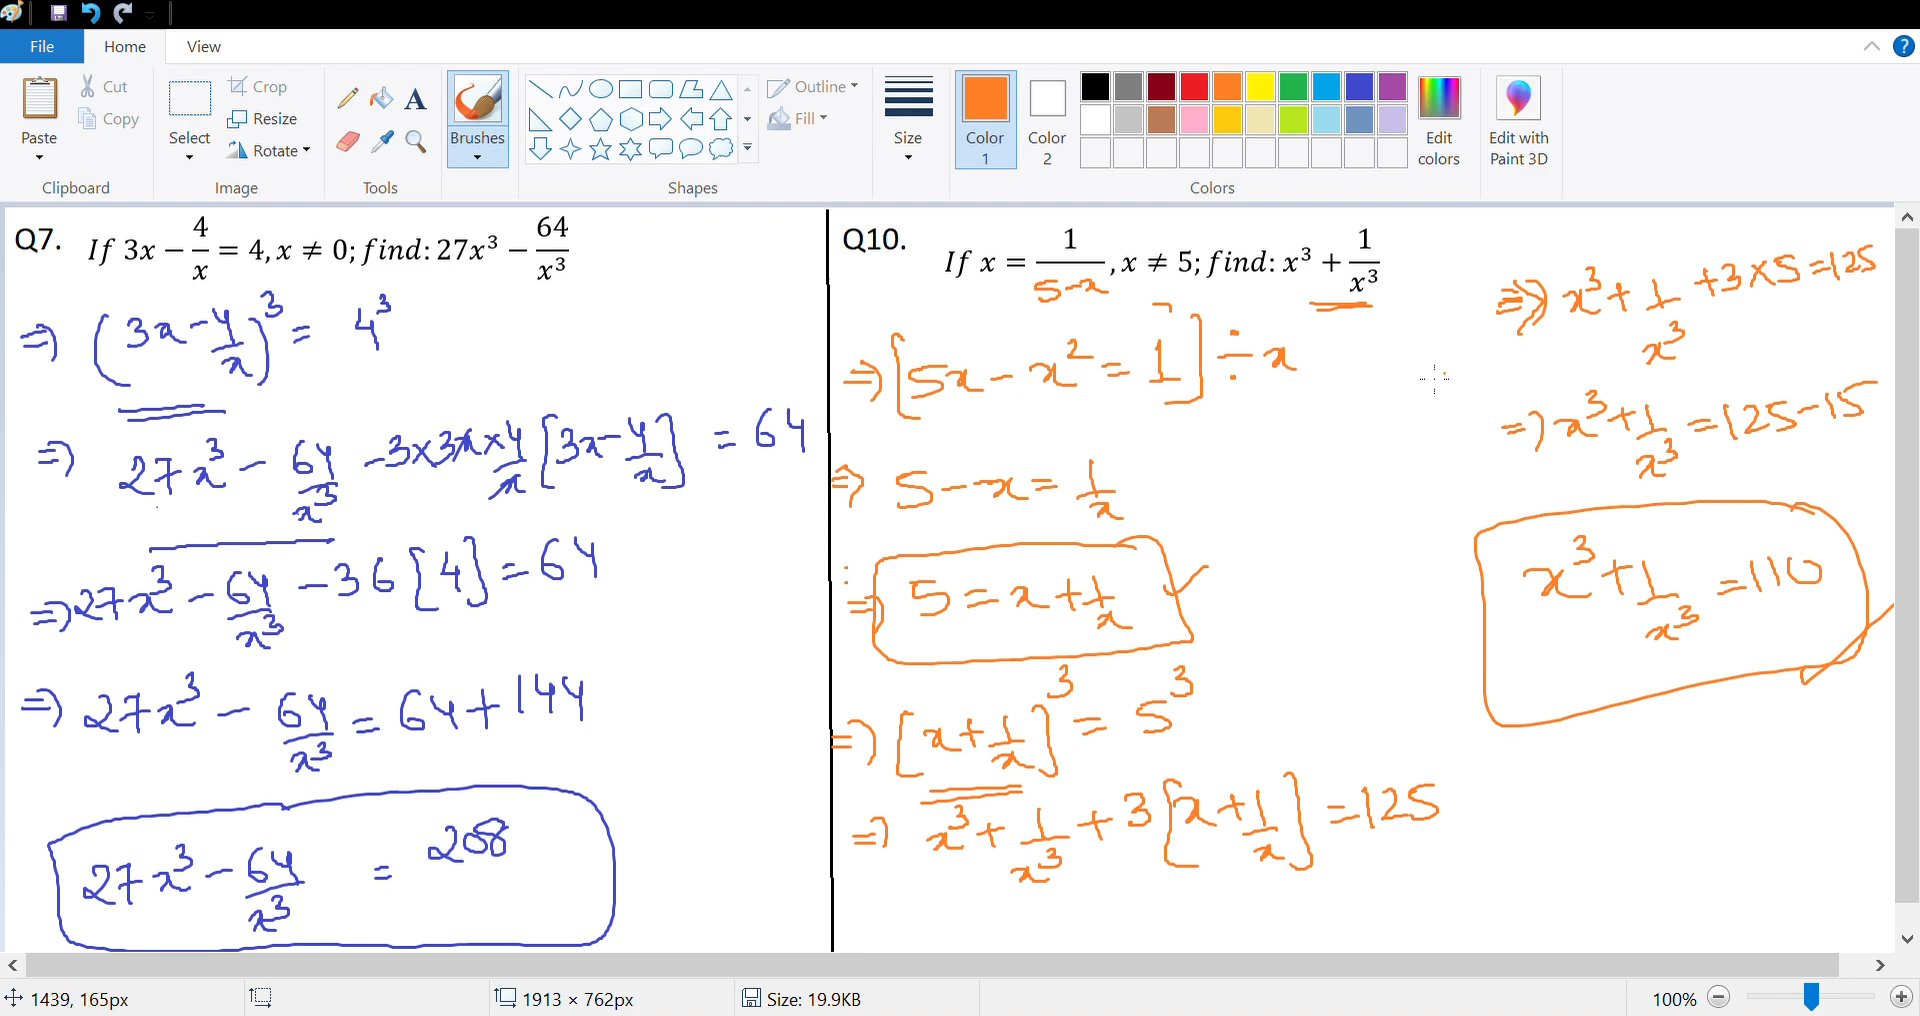 File Home View
Paste
Cut
Copy
Clipboard
Select
Crop
Resize
Rotate
Image
Tools
Brushes
Shapes
Outline
Fill
Size
Color 1
Color 2
Edit colors
Colors
Edit with Paint 3D
Q7. If 3x − 4/x = 4, x ≠ 0; find: 27x³ − 64/x³
⇒ (3x − 4/x)³ = 4³
⇒ 27x³ − 64/x³ − 3×3x×4/x [3x − 4/x] = 64
⇒ 27x³ − 64/x³ − 36 [4] = 64
⇒ 27x³ − 64/x³ = 64 + 144
27x³ − 64/x³ = 208
Q10. If x = 1/(5−x), x ≠ 5; find: x³ + 1/x³
⇒ [5x − x² = 1] ÷ x
⇒ 5 − x = 1/x
⇒ 5 = x + 1/x
⇒ [x + 1/x]³ = 5³
⇒ x³ + 1/x³ + 3[x + 1/x] = 125
⇒ x³ + 1/x³ + 3×5 = 125
⇒ x³ + 1/x³ = 125 − 15
x³ + 1/x³ = 110
1439, 165px
1913 × 762px
Size: 19.9KB
100%